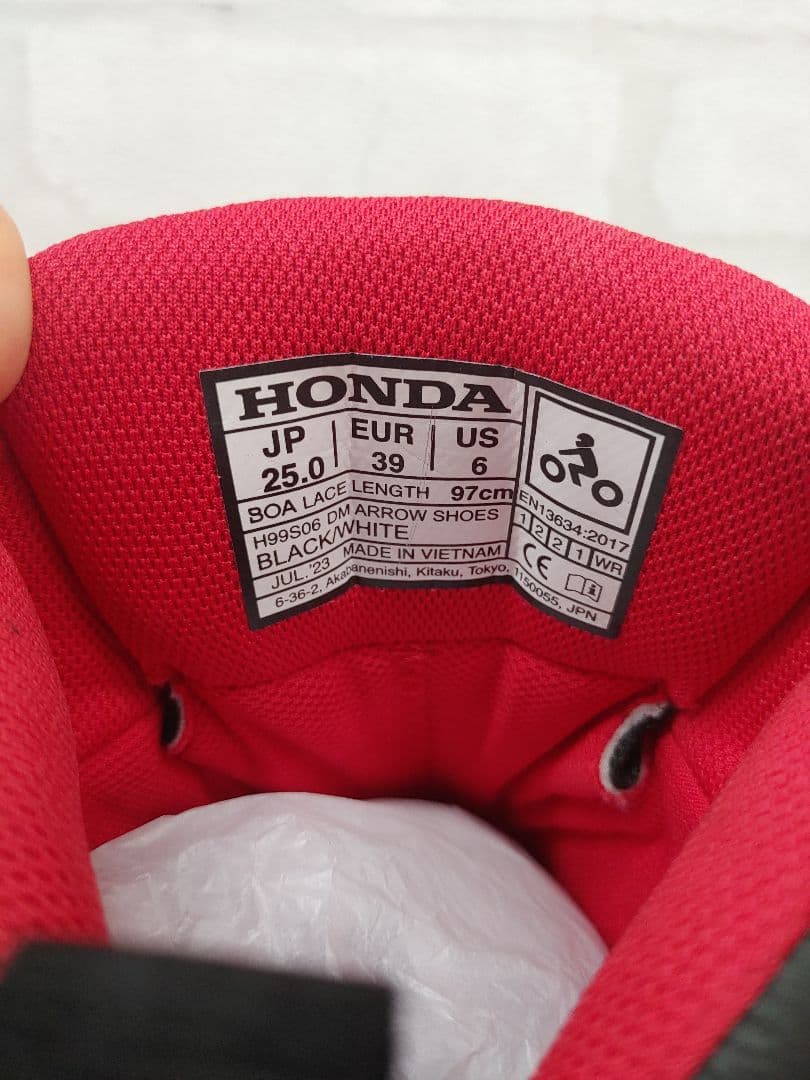 HONDA
JP | EUR | US
25.0 39 6
BOA LACE LENGTH 97cm
H99S06 DM ARROW SHOES
BLACK/WHITE
JUL.'23 MADE IN VIETNAM
6-36-2, Akabanenishi, Kitaku, Tokyo, 1150055, JPN
EN13634:2017
1 2 2 1 WR
CE
i